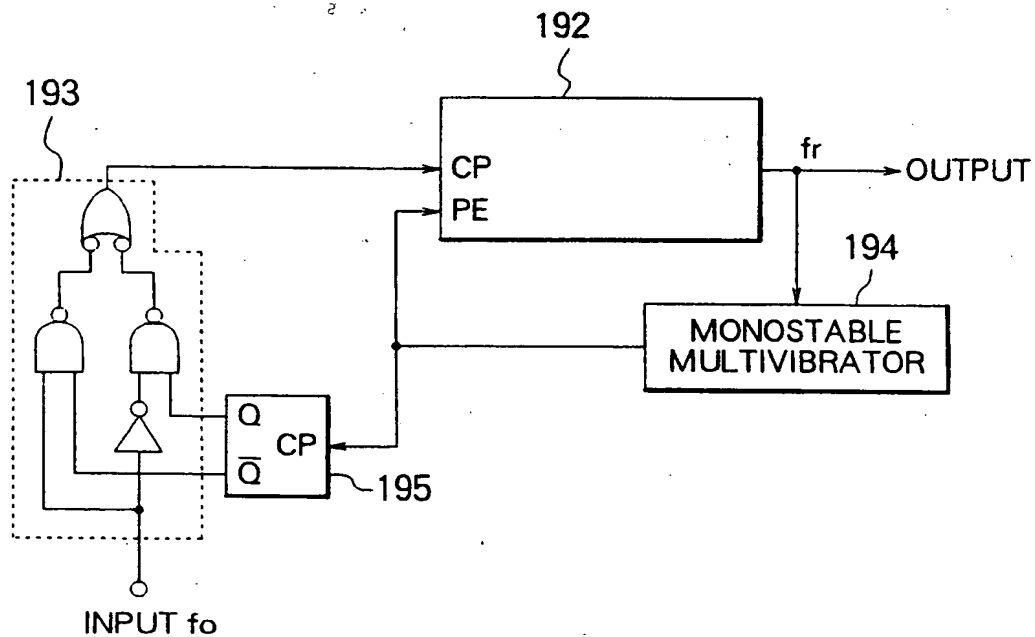 192
193
CP
PE
fr
OUTPUT
194
MONOSTABLE
MULTIVIBRATOR
Q
CP
Q̅
195
INPUT fo